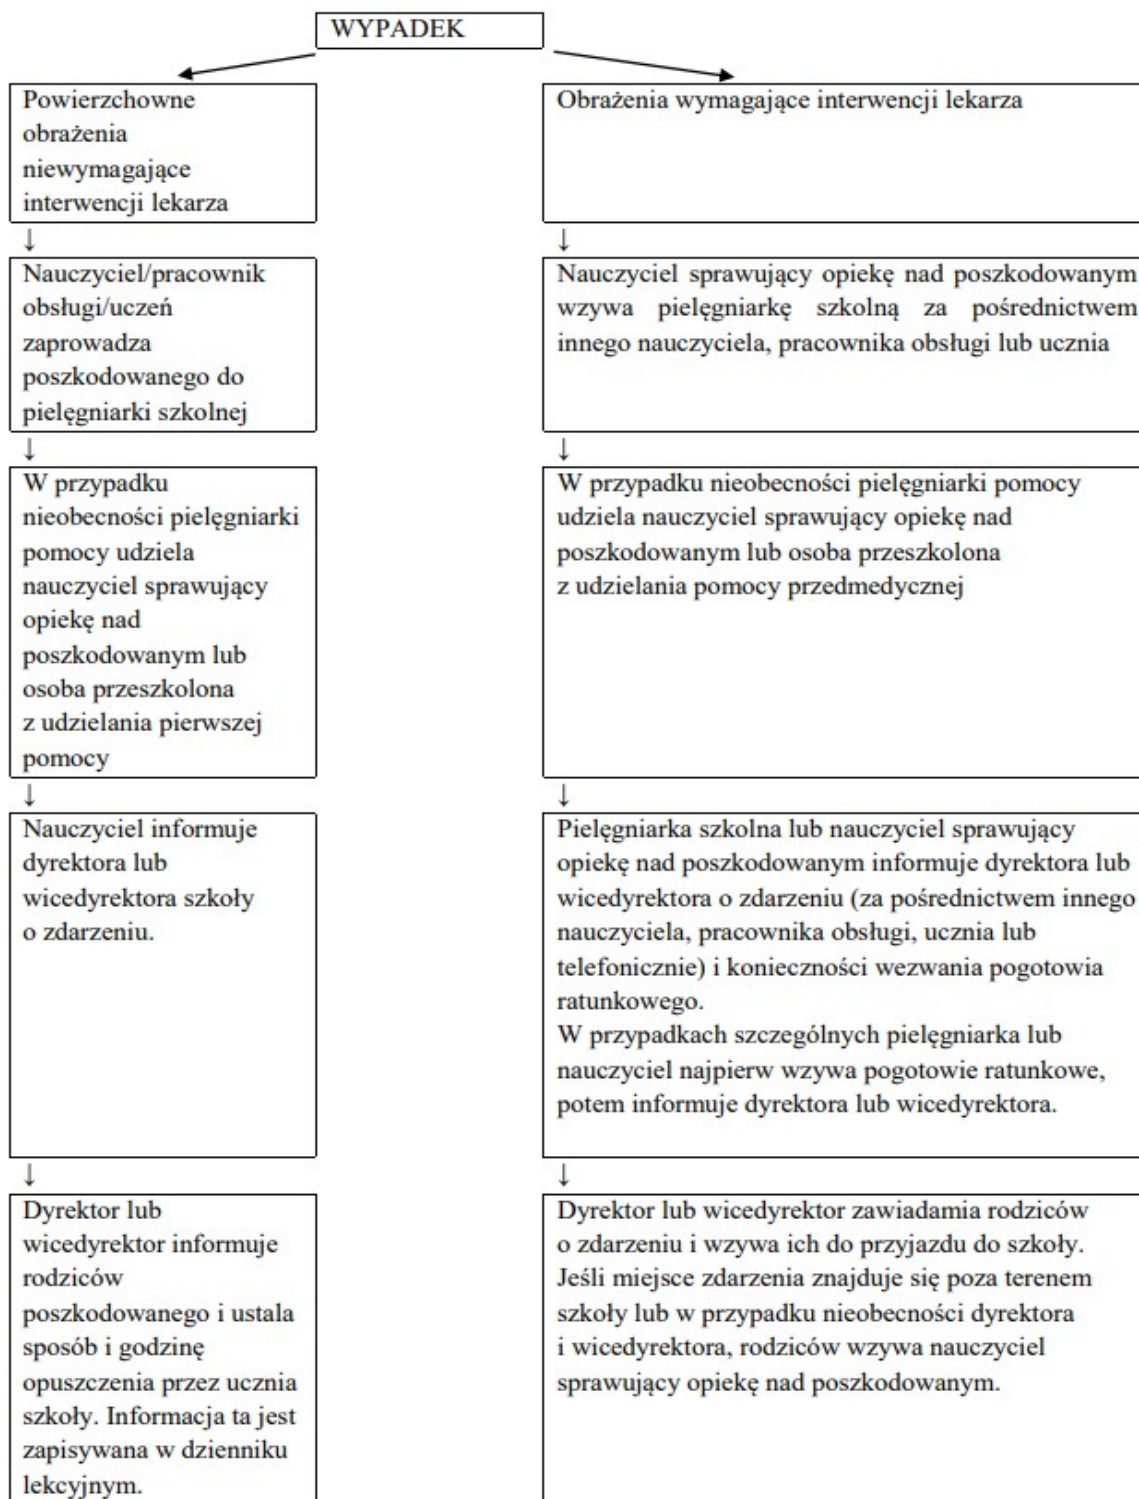 WYPADEK
Powierzchowne
obrażenia
niewymagające
interwencji lekarza
Obrażenia wymagające interwencji lekarza
↓
↓
Nauczyciel/pracownik
obsługi/uczeń
zaprowadza
poszkodowanego do
pielęgniarki szkolnej
Nauczyciel sprawujący opiekę nad poszkodowanym
wzywa pielęgniarkę szkolną za pośrednictwem
innego nauczyciela, pracownika obsługi lub ucznia
↓
↓
W przypadku
nieobecności pielęgniarki
pomocy udziela
nauczyciel sprawujący
opiekę nad
poszkodowanym lub
osoba przeszkolona
z udzielania pierwszej
pomocy
W przypadku nieobecności pielęgniarki pomocy
udziela nauczyciel sprawujący opiekę nad
poszkodowanym lub osoba przeszkolona
z udzielania pomocy przedmedycznej
↓
↓
Nauczyciel informuje
dyrektora lub
wicedyrektora szkoły
o zdarzeniu.
Pielęgniarka szkolna lub nauczyciel sprawujący
opiekę nad poszkodowanym informuje dyrektora lub
wicedyrektora o zdarzeniu (za pośrednictwem innego
nauczyciela, pracownika obsługi, ucznia lub
telefonicznie) i konieczności wezwania pogotowia
ratunkowego.
W przypadkach szczególnych pielęgniarka lub
nauczyciel najpierw wzywa pogotowie ratunkowe,
potem informuje dyrektora lub wicedyrektora.
↓
↓
Dyrektor lub
wicedyrektor informuje
rodziców
poszkodowanego i ustala
sposób i godzinę
opuszczenia przez ucznia
szkoły. Informacja ta jest
zapisywana w dzienniku
lekcyjnym.
Dyrektor lub wicedyrektor zawiadamia rodziców
o zdarzeniu i wzywa ich do przyjazdu do szkoły.
Jeśli miejsce zdarzenia znajduje się poza terenem
szkoły lub w przypadku nieobecności dyrektora
i wicedyrektora, rodziców wzywa nauczyciel
sprawujący opiekę nad poszkodowanym.